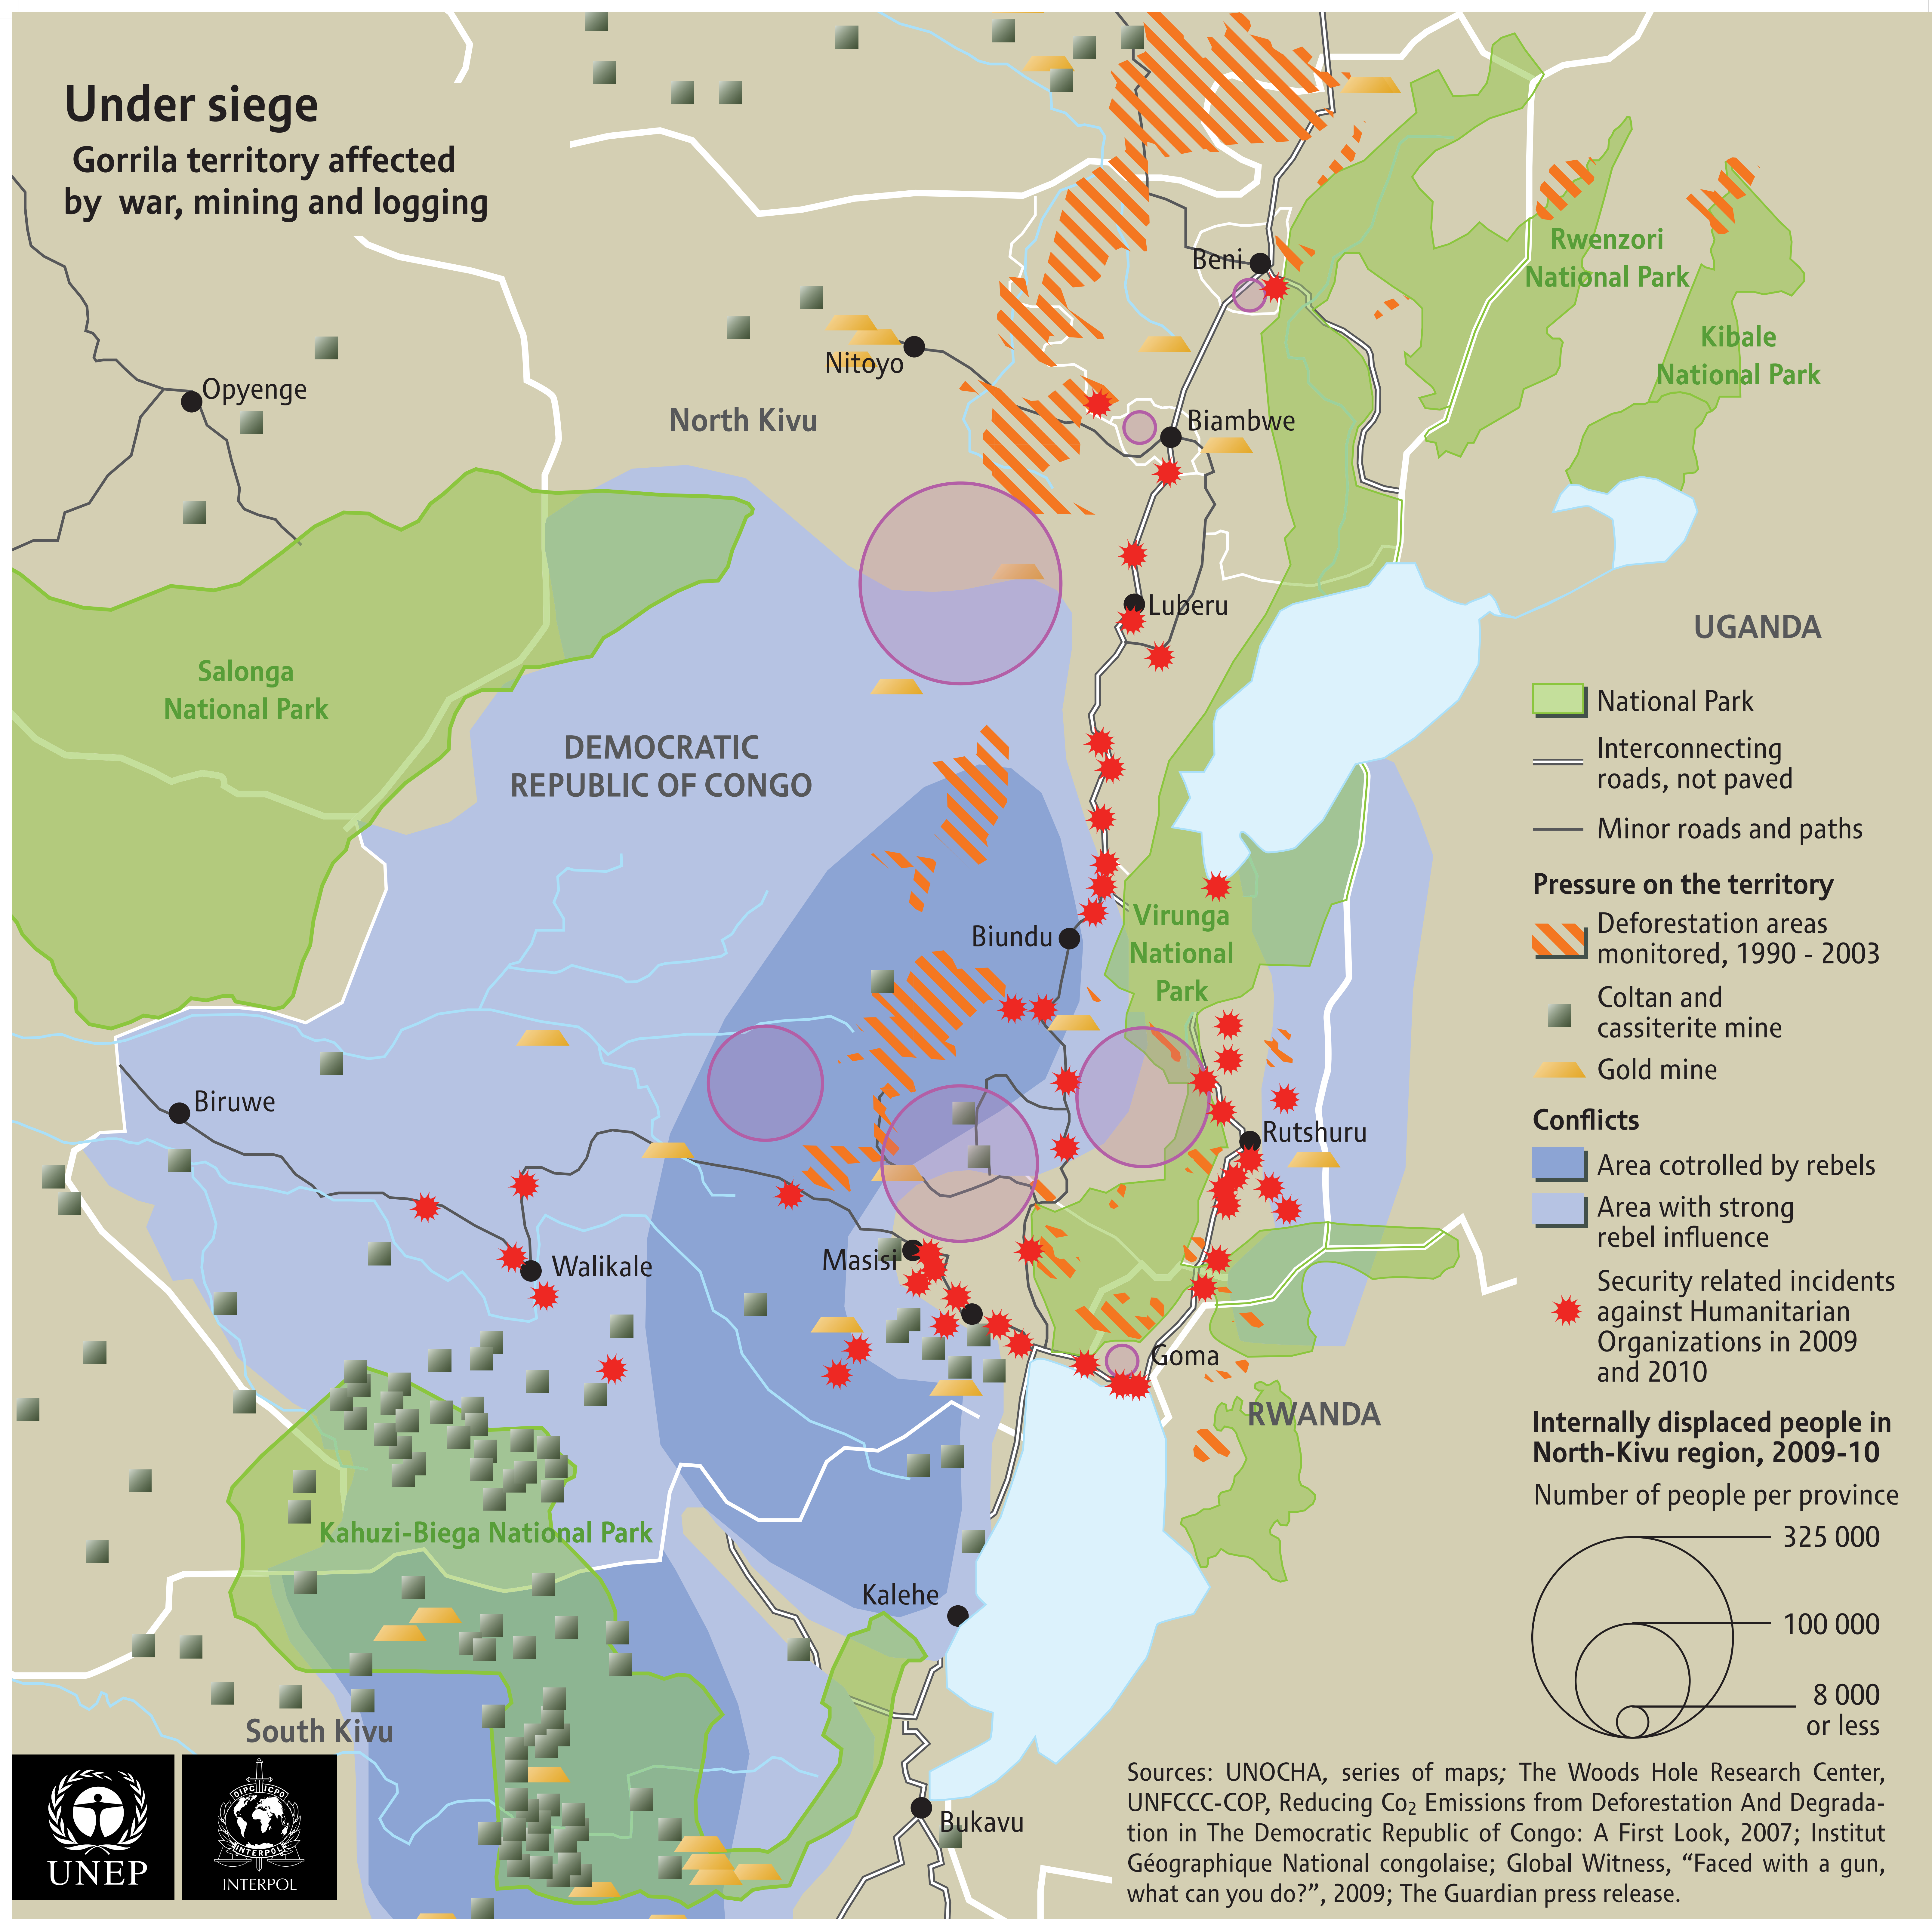 Under siege
Gorrila territory affected
by war, mining and logging
Beni
Rwenzori
National Park
Kibale
National Park
Nitoyo
Opyenge
North Kivu
Biambwe
Luberu
UGANDA
Salonga
National Park
DEMOCRATIC
REPUBLIC OF CONGO
Biundu
Virunga
National
Park
Biruwe
Rutshuru
Walikale
Masisi
Goma
RWANDA
Kahuzi-Biega National Park
Kalehe
South Kivu
Bukavu
National Park
Interconnecting
roads, not paved
Minor roads and paths
Pressure on the territory
Deforestation areas
monitored, 1990 - 2003
Coltan and
cassiterite mine
Gold mine
Conflicts
Area cotrolled by rebels
Area with strong
rebel influence
Security related incidents
against Humanitarian
Organizations in 2009
and 2010
Internally displaced people in
North-Kivu region, 2009-10
Number of people per province
325 000
100 000
8 000
or less
Sources: UNOCHA, series of maps; The Woods Hole Research Center,
UNFCCC-COP, Reducing Co2 Emissions from Deforestation And Degrada-
tion in The Democratic Republic of Congo: A First Look, 2007; Institut
Géographique National congolaise; Global Witness, “Faced with a gun,
what can you do?”, 2009; The Guardian press release.
UNEP
OIPC ICPO
INTERPOL
INTERPOL